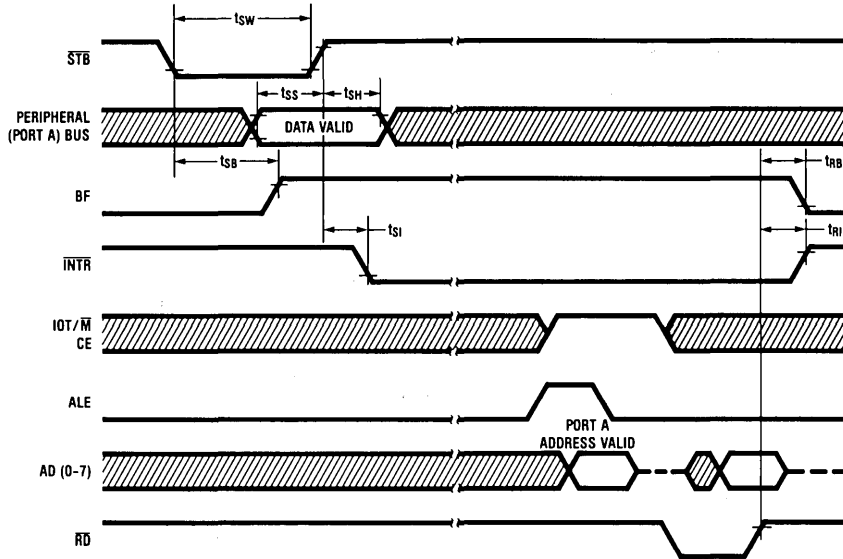 tSW
STB
tSS
tSH
PERIPHERAL
(PORT A) BUS
DATA VALID
tSB
tRB
BF
tSI
tRI
INTR
IOT/M̅
CE
ALE
PORT A
ADDRESS VALID
AD (0-7)
RD